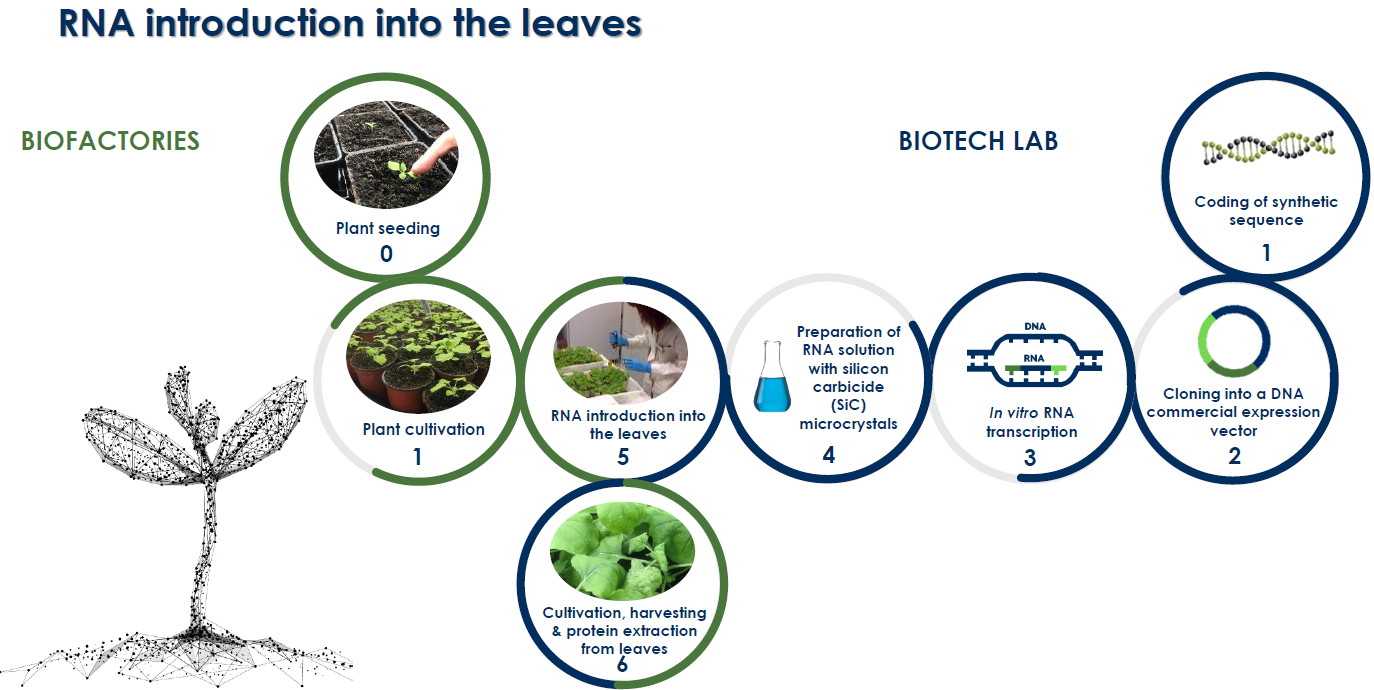 RNA introduction into the leaves
BIOFACTORIES
BIOTECH LAB
Plant seeding
0
Coding of synthetic
sequence
1
Plant cultivation
1
RNA introduction into
the leaves
5
Preparation of
RNA solution
with silicon
carbicide
(SiC)
microcrystals
4
DNA
RNA
In vitro RNA
transcription
3
Cloning into a DNA
commercial expression
vector
2
Cultivation, harvesting
& protein extraction
from leaves
6